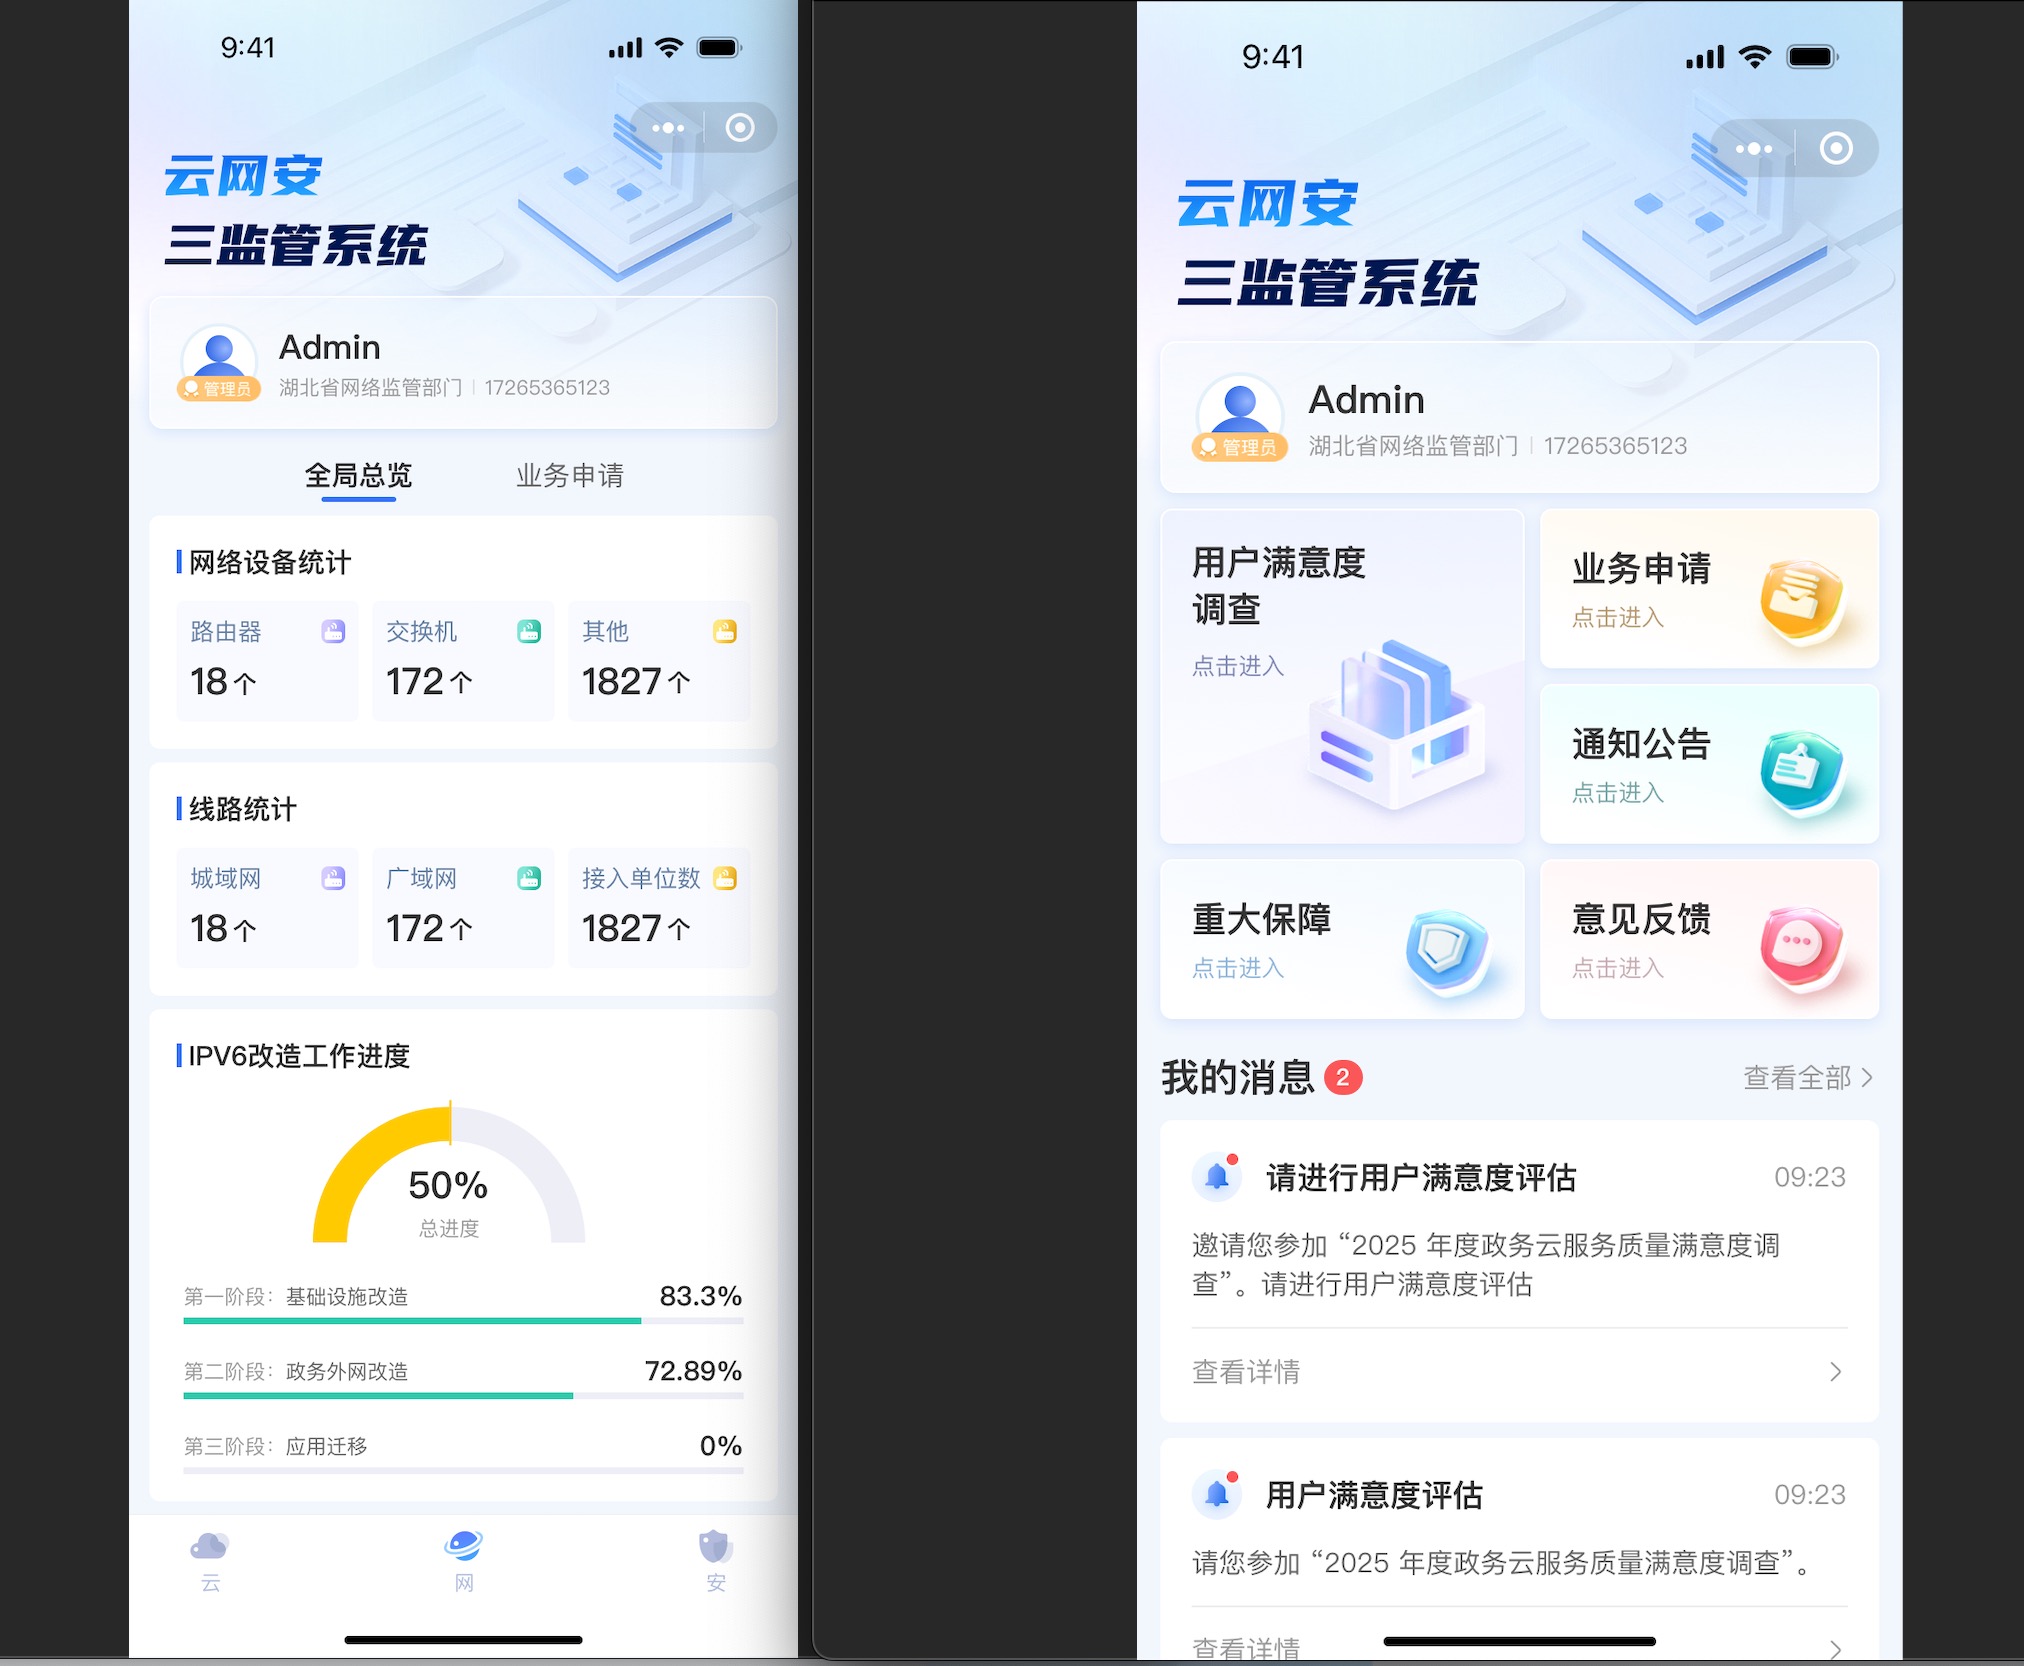 9:41
云网安
三监管系统
Admin
管理员
湖北省网络监管部门 | 17265365123
全局总览 业务申请
网络设备统计
路由器 交换机 其他
18个 172个 1827个
线路统计
城域网 广域网 接入单位数
18个 172个 1827个
IPV6改造工作进度
50%
总进度
第一阶段：基础设施改造 83.3%
第二阶段：政务外网改造 72.89%
第三阶段：应用迁移 0%
云 网 安
9:41
云网安
三监管系统
Admin
管理员
湖北省网络监管部门 | 17265365123
用户满意度
调查
点击进入
业务申请
点击进入
通知公告
点击进入
重大保障
点击进入
意见反馈
点击进入
我的消息 2 查看全部
请进行用户满意度评估 09:23
邀请您参加 “2025 年度政务云服务质量满意度调
查”。请进行用户满意度评估
查看详情
用户满意度评估 09:23
请您参加 “2025 年度政务云服务质量满意度调查”。
查看详情